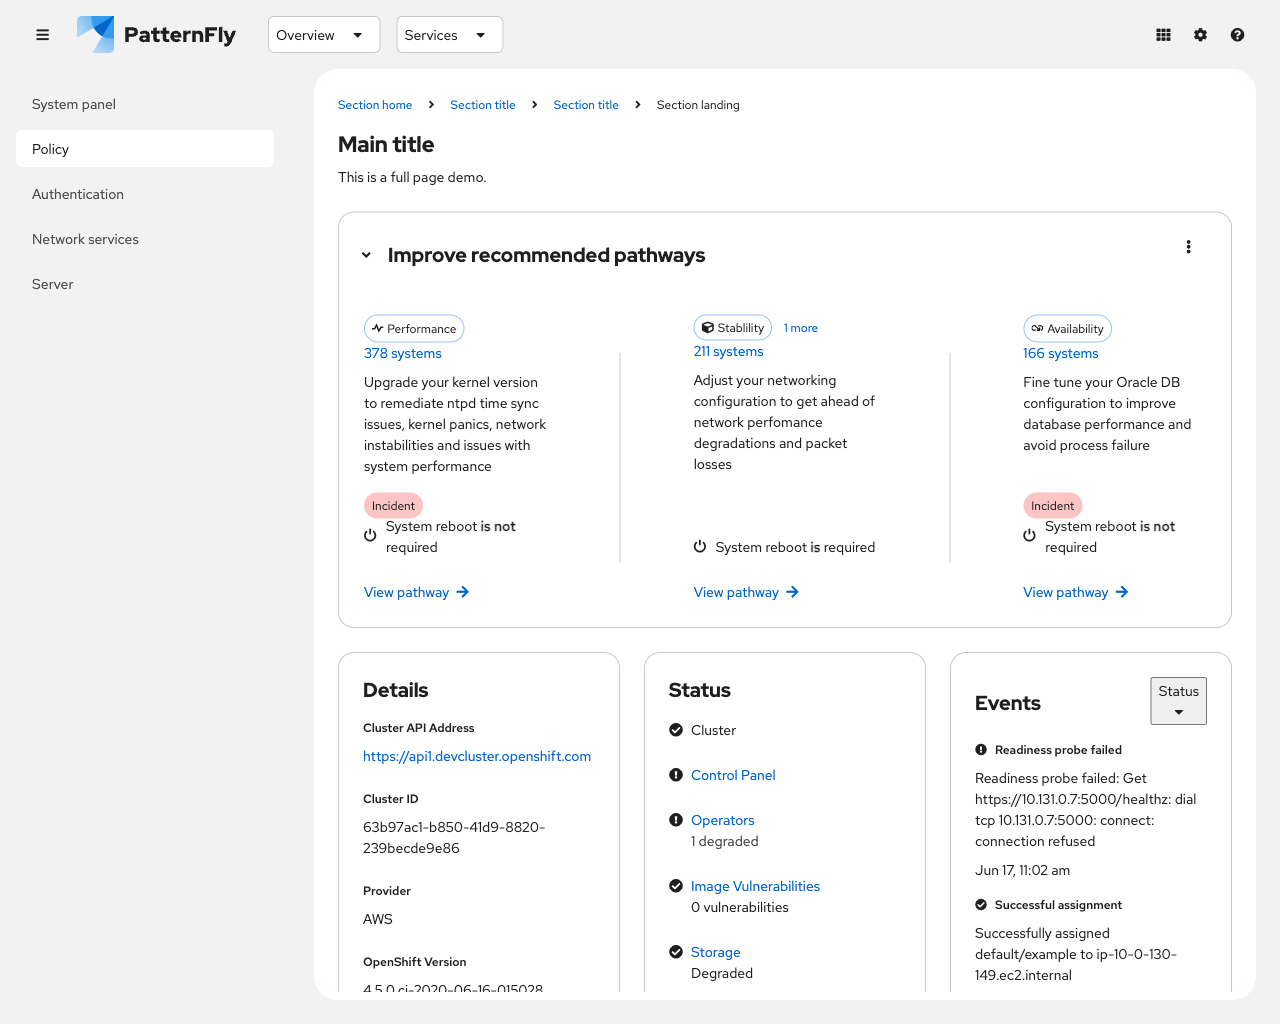 PatternFly
Overview
Services
System panel
Policy
Authentication
Network services
Server
Section home
Section title
Section title
Section landing
Main title
This is a full page demo.
Improve recommended pathways
Performance
378 systems
Upgrade your kernel version
to remediate ntpd time sync
issues, kernel panics, network
instabilities and issues with
system performance
Incident
System reboot is not
required
View pathway
Stablility
1 more
211 systems
Adjust your networking
configuration to get ahead of
network perfomance
degradations and packet
losses
System reboot is required
View pathway
Availability
166 systems
Fine tune your Oracle DB
configuration to improve
database performance and
avoid process failure
Incident
System reboot is not
required
View pathway
Details
Cluster API Address
https://api1.devcluster.openshift.com
Cluster ID
63b97ac1-b850-41d9-8820-
239becde9e86
Provider
AWS
OpenShift Version
4.5.0.ci-2020-06-16-015028
Status
Cluster
Control Panel
Operators
1 degraded
Image Vulnerabilities
0 vulnerabilities
Storage
Degraded
Events
Status
Readiness probe failed
Readiness probe failed: Get
https://10.131.0.7:5000/healthz: dial
tcp 10.131.0.7:5000: connect:
connection refused
Jun 17, 11:02 am
Successful assignment
Successfully assigned
default/example to ip-10-0-130-
149.ec2.internal